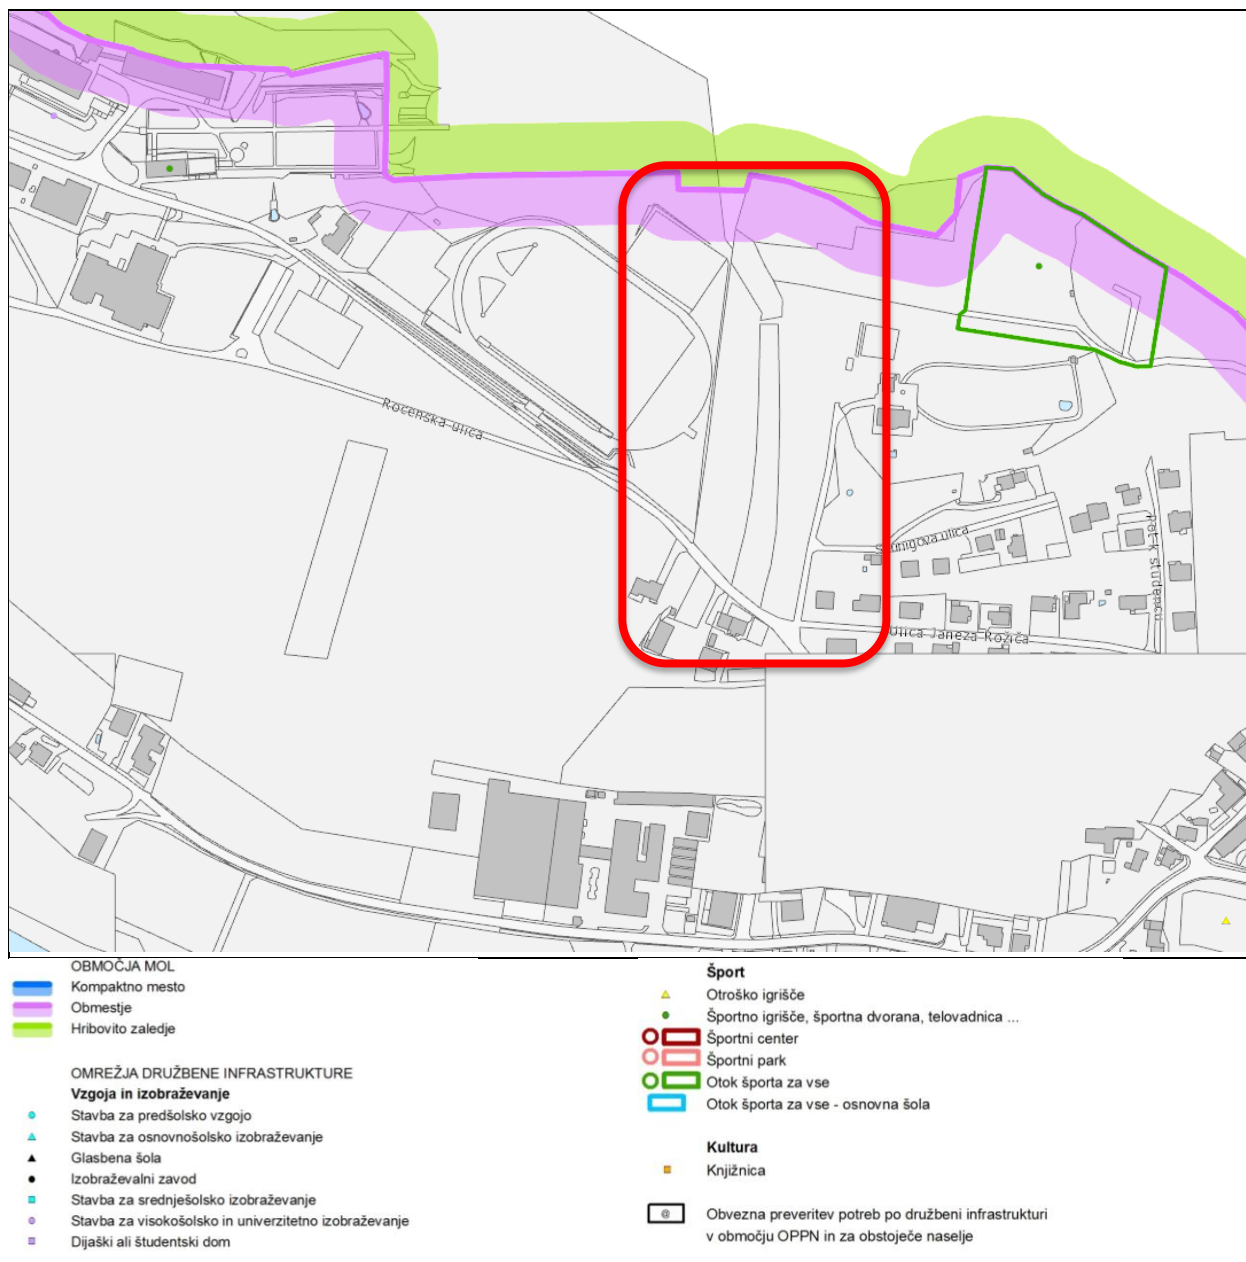 Rocenska ulica
Štunigova ulica
Pot k studencu
Ulica Janeza Rožiča
OBMOČJA MOL
Kompaktno mesto
Obmestje
Hribovito zaledje
OMREŽJA DRUŽBENE INFRASTRUKTURE
Vzgoja in izobraževanje
Stavba za predšolsko vzgojo
Stavba za osnovnošolsko izobraževanje
Glasbena šola
Izobraževalni zavod
Stavba za srednješolsko izobraževanje
Stavba za visokošolsko in univerzitetno izobraževanje
Dijaški ali študentski dom
Šport
Otroško igrišče
Športno igrišče, športna dvorana, telovadnica ...
Športni center
Športni park
Otok športa za vse
Otok športa za vse - osnovna šola
Kultura
Knjižnica
@ Obvezna preveritev potreb po družbeni infrastrukturi
v območju OPPN in za obstoječe naselje